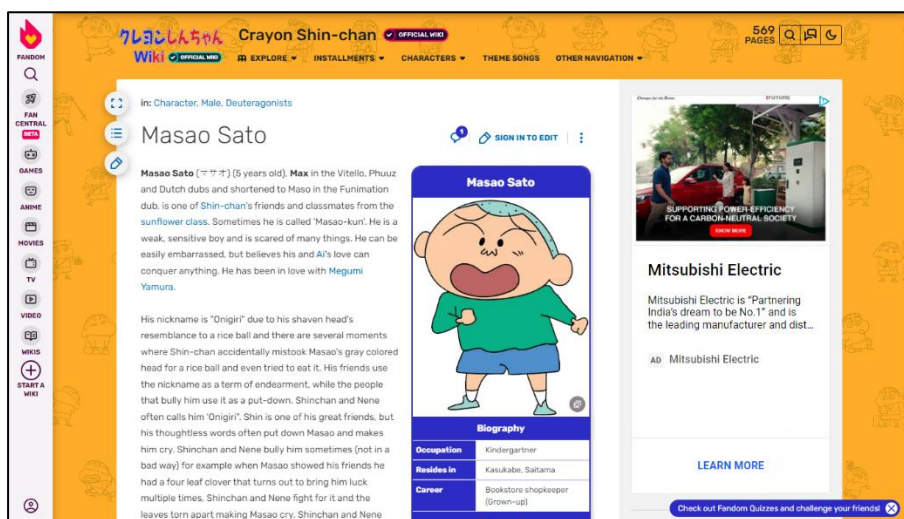 クレヨンしんちゃん
Wiki OFFICIAL WIKI
Crayon Shin-chan OFFICIAL WIKI
569
PAGES
EXPLORE INSTALLMENTS CHARACTERS THEME SONGS OTHER NAVIGATION
FANDOM
FAN
CENTRAL
BETA
GAMES
ANIME
MOVIES
TV
VIDEO
WIKIS
START A
WIKI
in: Character, Male, Deuteragonists
Masao Sato
1
SIGN IN TO EDIT
Masao Sato (マサオ) (5 years old), Max in the Vitello, Phuuz
and Dutch dubs and shortened to Maso in the Funimation
dub, is one of Shin-chan's friends and classmates from the
sunflower class. Sometimes he is called 'Masao-kun'. He is a
weak, sensitive boy and is scared of many things. He can be
easily embarrassed, but believes his and Ai's love can
conquer anything. He has been in love with Megumi
Yamura.
His nickname is "Onigiri" due to his shaven head's
resemblance to a rice ball and there are several moments
where Shin-chan accidentally mistook Masao's gray colored
head for a rice ball and even tried to eat it. His friends use
the nickname as a term of endearment, while the people
that bully him use it as a put-down. Shinchan and Nene
often calls him 'Onigiri". Shin is one of his great friends, but
his thoughtless words often put down Masao and makes
him cry. Shinchan and Nene bully him sometimes (not in a
bad way) for example when Masao showed his friends he
had a four leaf clover that turns out to bring him luck
multiple times, Shinchan and Nene fight for it and the
leaves torn apart making Masao cry. Shinchan and Nene
Masao Sato
Biography
Occupation Kindergartner
Resides in Kasukabe, Saitama
Career Bookstore shopkeeper
(Grown-up)
SUPPORTING POWER-EFFICIENCY
FOR A CARBON-NEUTRAL SOCIETY
KNOW MORE
Mitsubishi Electric
Mitsubishi Electric is “Partnering
India's dream to be No.1” and is
the leading manufacturer and dist...
AD Mitsubishi Electric
LEARN MORE
Check out Fandom Quizzes and challenge your friends!